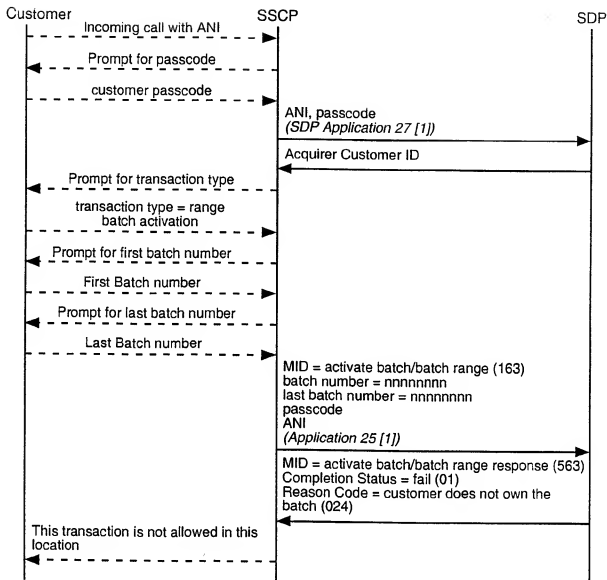 Customer SSCP SDP
Incoming call with ANI
Prompt for passcode
customer passcode
ANI, passcode
(SDP Application 27 [1])
Acquirer Customer ID
Prompt for transaction type
transaction type = range
batch activation
Prompt for first batch number
First Batch number
Prompt for last batch number
Last Batch number
MID = activate batch/batch range (163)
batch number = nnnnnnnn
last batch number = nnnnnnnn
passcode
ANI
(Application 25 [1])
MID = activate batch/batch range response (563)
Completion Status = fail (01)
Reason Code = customer does not own the
batch (024)
This transaction is not allowed in this
location